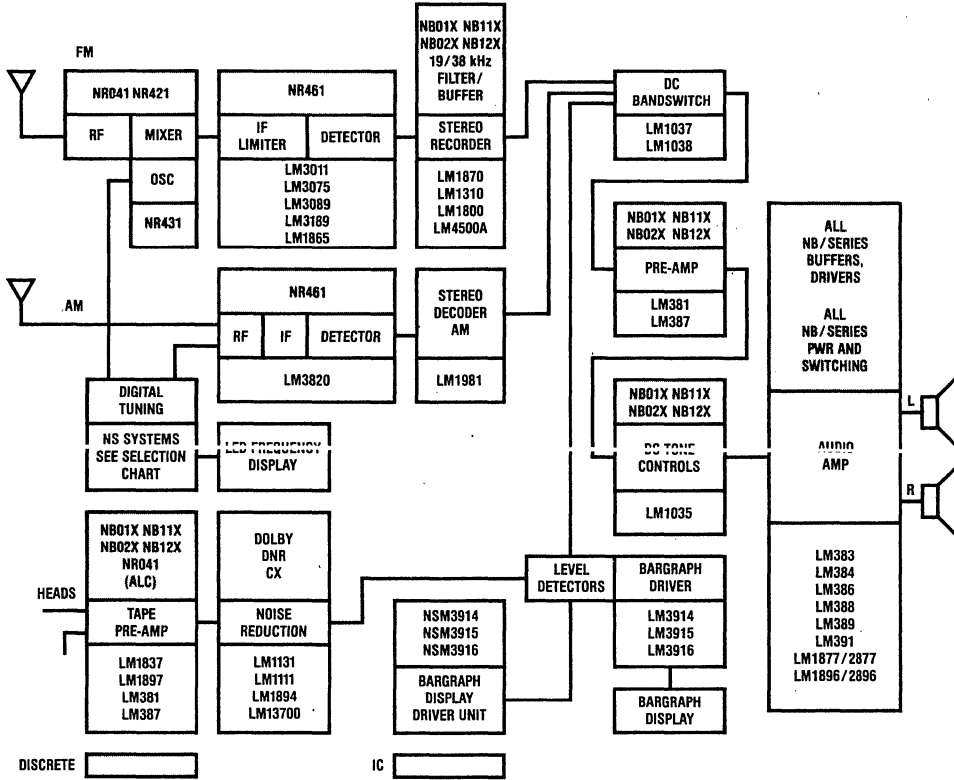 FM
NR041 NR421
RF
MIXER
OSC
NR431
NR461
IF
LIMITER
DETECTOR
LM3011
LM3075
LM3089
LM3189
LM1865
NB01X NB11X
NB02X NB12X
19/38 kHz
FILTER/
BUFFER
STEREO
RECORDER
LM1870
LM1310
LM1800
LM4500A
DC
BANDSWITCH
LM1037
LM1038
NB01X NB11X
NB02X NB12X
PRE-AMP
LM381
LM387
ALL
NB/SERIES
BUFFERS,
DRIVERS
ALL
NB/SERIES
PWR AND
SWITCHING
AUDIO
AMP
L
R
LM383
LM384
LM386
LM388
LM389
LM391
LM1877/2877
LM1896/2896
AM
NR461
RF
IF
DETECTOR
LM3820
STEREO
DECODER
AM
LM1981
DIGITAL
TUNING
NS SYSTEMS
SEE SELECTION
CHART
LED FREQUENCY
DISPLAY
NB01X NB11X
NB02X NB12X
DC TONE
CONTROLS
LM1035
HEADS
NB01X NB11X
NB02X NB12X
NR041
(ALC)
TAPE
PRE-AMP
LM1837
LM1897
LM381
LM387
DOLBY
DNR
CX
NOISE
REDUCTION
LM1131
LM1111
LM1894
LM13700
NSM3914
NSM3915
NSM3916
BARGRAPH
DISPLAY
DRIVER UNIT
LEVEL
DETECTORS
BARGRAPH
DRIVER
LM3914
LM3915
LM3916
BARGRAPH
DISPLAY
DISCRETE
IC